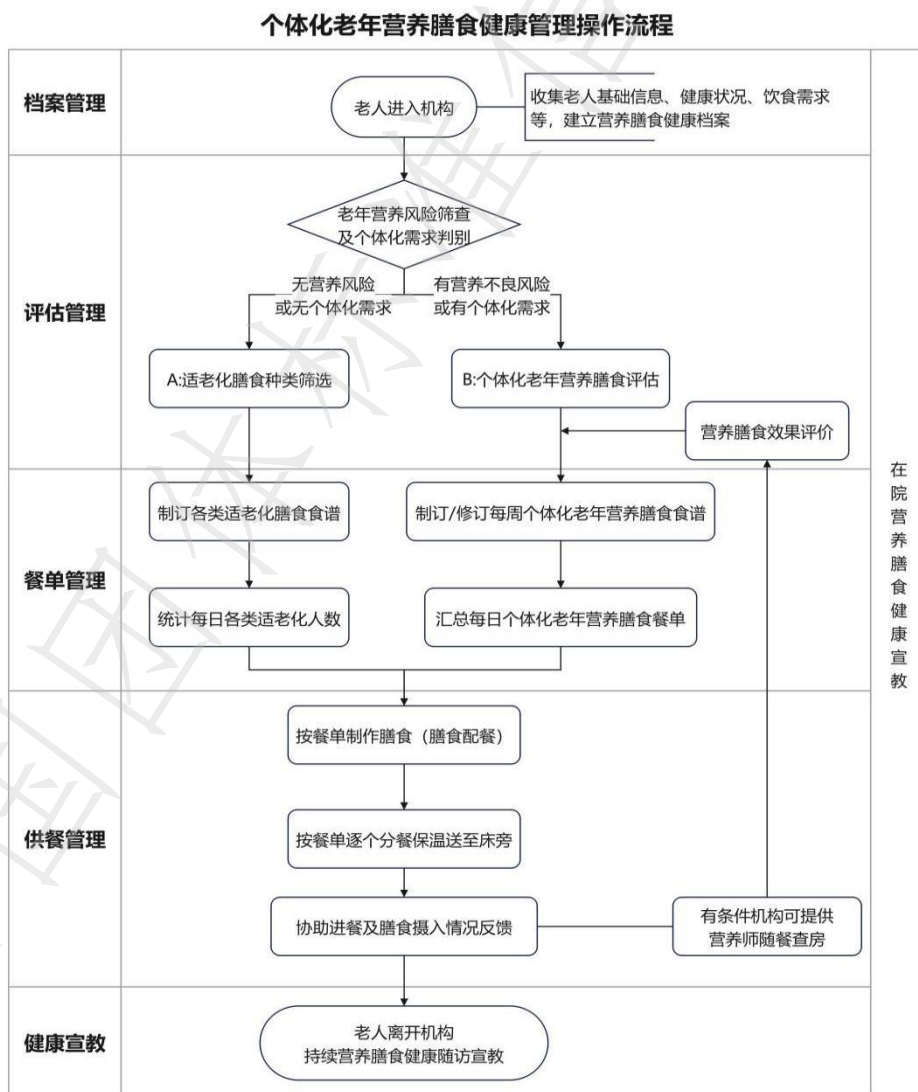 个体化老年营养膳食健康管理操作流程
档案管理
老人进入机构
收集老人基础信息、健康状况、饮食需求
等，建立营养膳食健康档案
评估管理
老年营养风险筛查
及个体化需求判别
无营养风险
或无个体化需求
有营养不良风险
或有个体化需求
A:适老化膳食种类筛选
B:个体化老年营养膳食评估
营养膳食效果评价
餐单管理
制订各类适老化膳食食谱
制订/修订每周个体化老年营养膳食食谱
统计每日各类适老化人数
汇总每日个体化老年营养膳食餐单
供餐管理
按餐单制作膳食（膳食配餐）
按餐单逐个分餐保温送至床旁
协助进餐及膳食摄入情况反馈
有条件机构可提供
营养师随餐查房
健康宣教
老人离开机构
持续营养膳食健康随访宣教
在院营养膳食健康宣教
国团体标准信